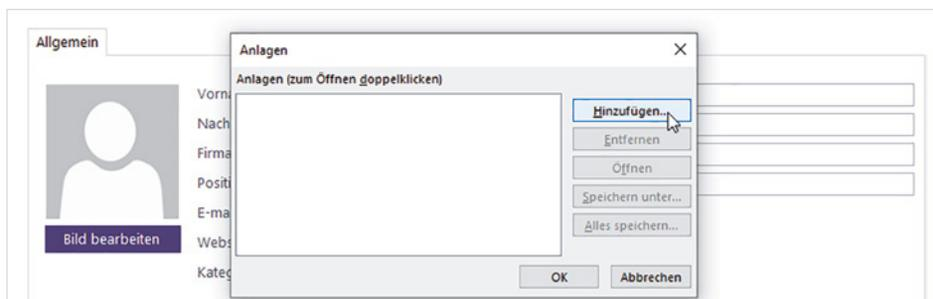 Allgemein
Anlagen
Anlagen (zum Öffnen doppelklicken)
Vorn
Nach
Firma
Positi
E-ma
Webs
Kateg
Hinzufügen...
Entfernen
Öffnen
Speichern unter...
Alles speichern...
Bild bearbeiten
OK
Abbrechen